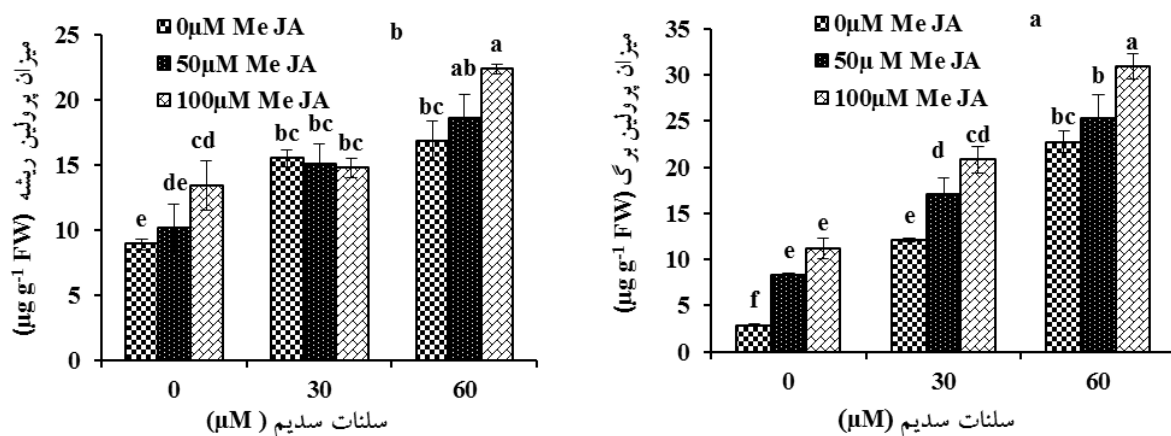 b
0µM Me JA
50µM Me JA
100µM Me JA
میزان پرولین ریشه
(µg g-1 FW)
25
20
15
10
5
0
e
de
cd
bc
bc
bc
bc
ab
a
0
30
60
سلنات سدیم ( µM)
a
0µM Me JA
50µ M Me JA
100µM Me JA
میزان پرولین برگ
(µg g-1 FW)
35
30
25
20
15
10
5
0
f
e
e
e
d
cd
bc
b
a
0
30
60
سلنات سدیم (µM)